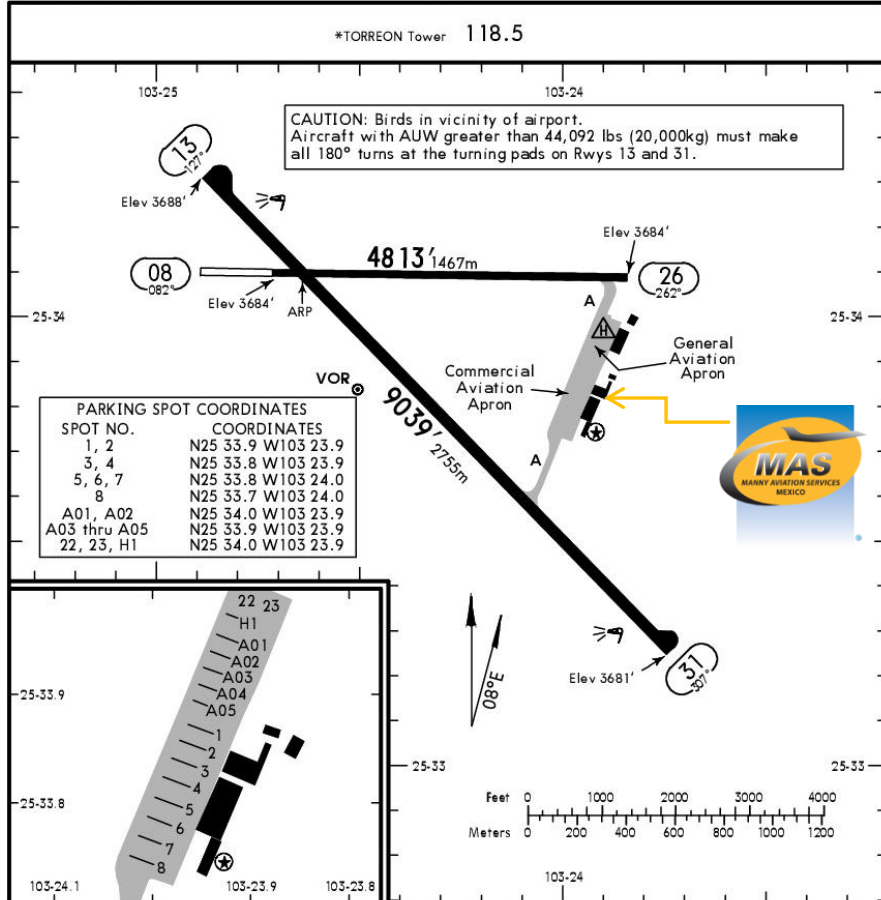 *TORREON Tower 118.5
103-25
103-24
CAUTION: Birds in vicinity of airport.
Aircraft with AUW greater than 44,092 lbs (20,000kg) must make
all 180° turns at the turning pads on Rwys 13 and 31.
13
127°
Elev 3688'
Elev 3684'
4813' 1467m
08
082°
26
262°
Elev 3684'
ARP
A
25-34
25-34
H
General
Aviation
Apron
Commercial
Aviation
Apron
VOR
9039' 2755m
PARKING SPOT COORDINATES
SPOT NO. COORDINATES
1, 2 N25 33.9 W103 23.9
3, 4 N25 33.8 W103 23.9
5, 6, 7 N25 33.8 W103 24.0
8 N25 33.7 W103 24.0
A01, A02 N25 34.0 W103 23.9
A03 thru A05 N25 33.9 W103 23.9
22, 23, H1 N25 34.0 W103 23.9
A
MAS
MANNY AVIATION SERVICES
MEXICO
08°E
Elev 3681'
31
307°
22 23
H1
A01
A02
A03
A04
A05
1
2
3
4
5
6
7
8
25-33.9
25-33.8
103-24.1
103-23.9
103-23.8
25-33
Feet 0 1000 2000 3000 4000
Meters 0 200 400 600 800 1000 1200
103-24